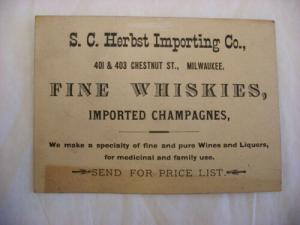 S. C. Herbst Importing Co.,
401 & 403 CHESTNUT ST., MILWAUKEE.
FINE WHISKIES,
IMPORTED CHAMPAGNES,
We make a specialty of fine and pure Wines and Liquers,
for medicinal and family use.
SEND FOR PRICE LIST.